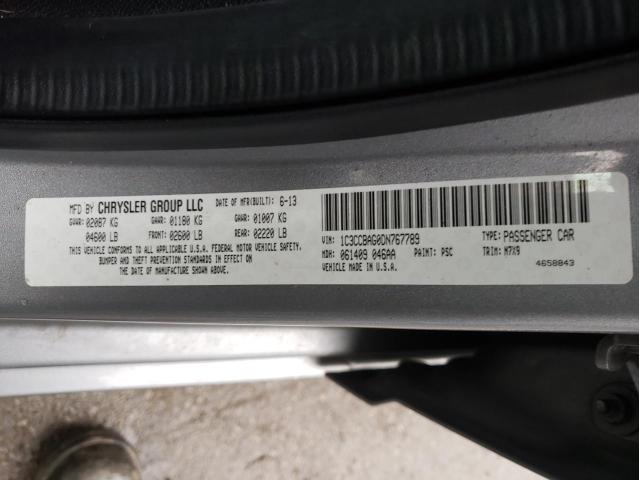 MFD BY CHRYSLER GROUP LLC DATE OF MFR(BUILT): 6-13
GVWR: 02087 KG GAWR: 01180 KG GAWR: 01007 KG
04600 LB FRONT: 02600 LB REAR: 02220 LB
THIS VEHICLE CONFORMS TO ALL APPLICABLE U.S.A. FEDERAL MOTOR VEHICLE SAFETY,
BUMPER AND THEFT PREVENTION STANDARDS IN EFFECT ON
THE DATE OF MANUFACTURE SHOWN ABOVE.
VIN: 1C3CCBAG0DN767789 TYPE: PASSENGER CAR
MDH: 061409 046AA PAINT: PSC TRIM: M7X9
VEHICLE MADE IN U.S.A. 4658843